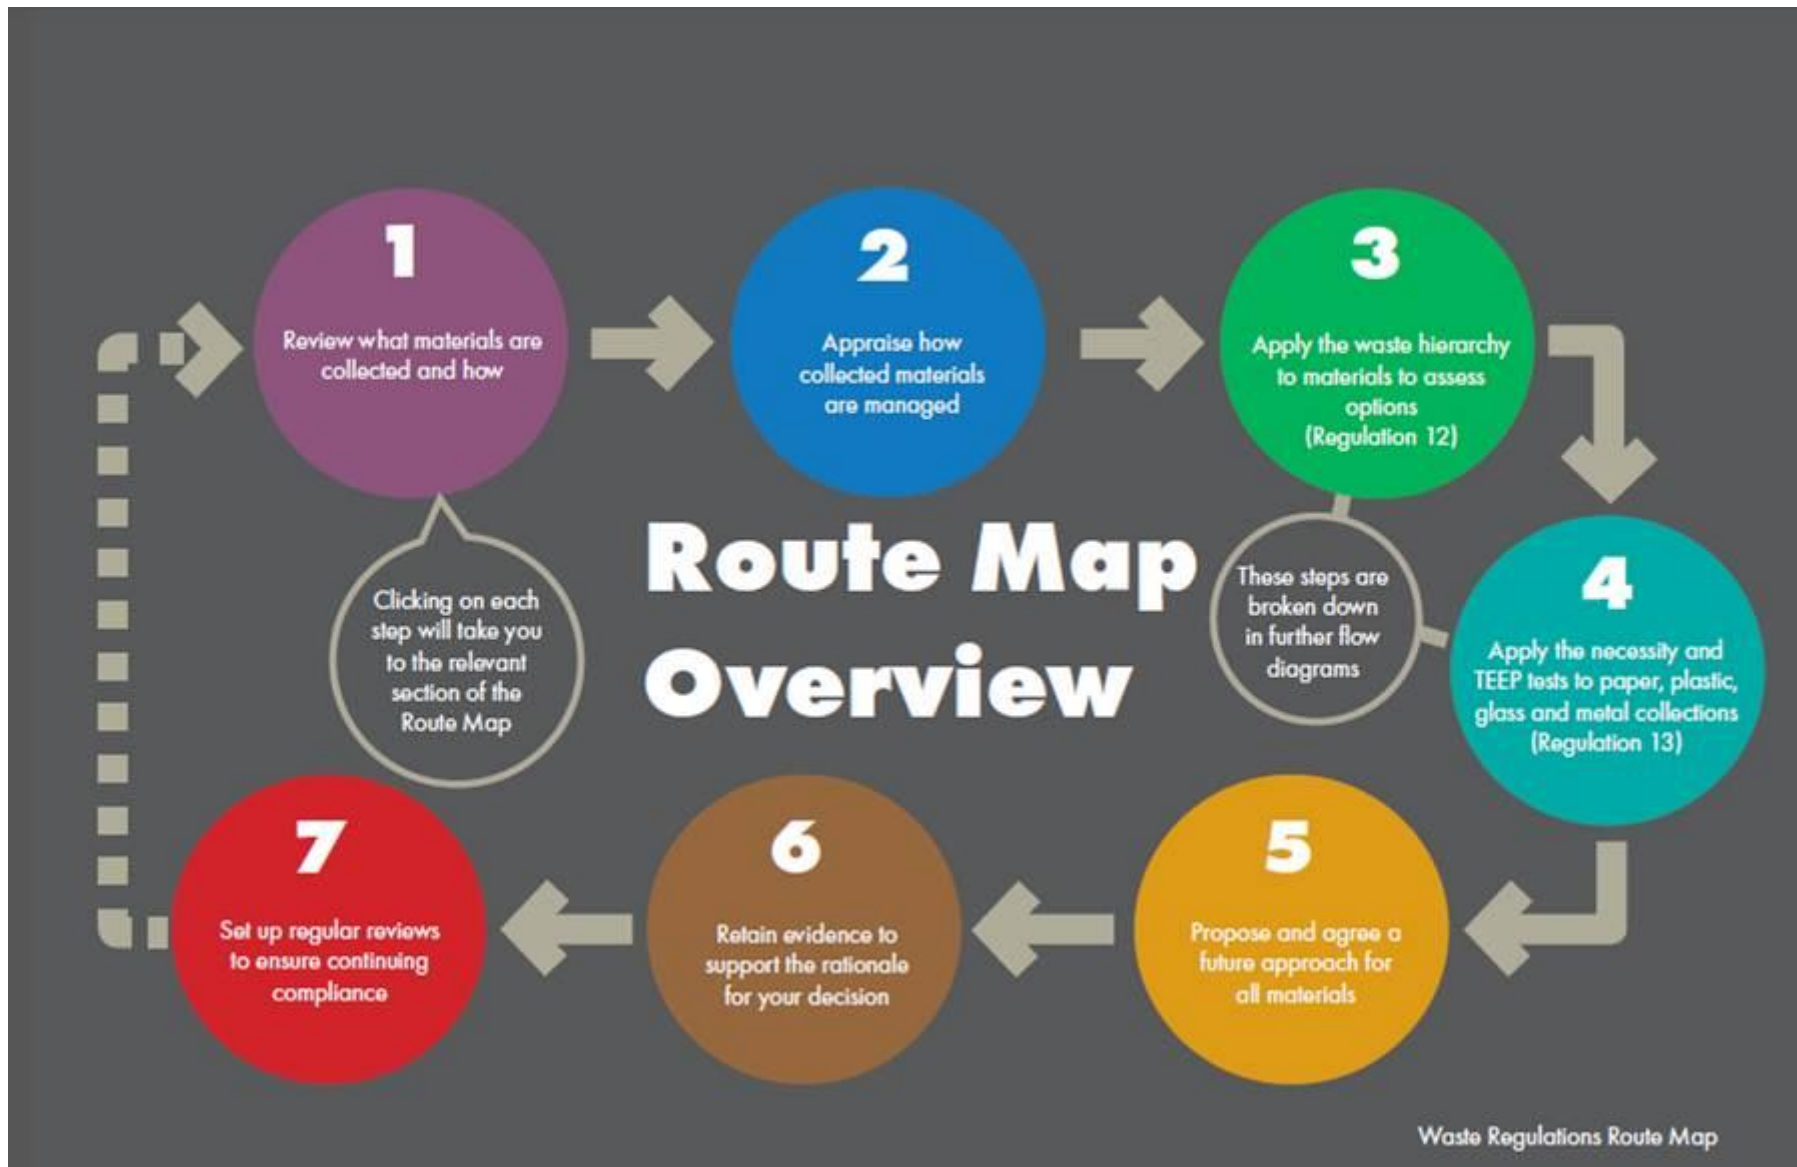 1
Review what materials are
collected and how
2
Appraise how
collected materials
are managed
3
Apply the waste hierarchy
to materials to assess
options
(Regulation 12)
Clicking on each
step will take you
to the relevant
section of the
Route Map
Route Map
Overview
These steps are
broken down
in further flow
diagrams
4
Apply the necessity and
TEEP tests to paper, plastic,
glass and metal collections
(Regulation 13)
5
Propose and agree a
future approach for
all materials
6
Retain evidence to
support the rationale
for your decision
7
Set up regular reviews
to ensure continuing
compliance
Waste Regulations Route Map